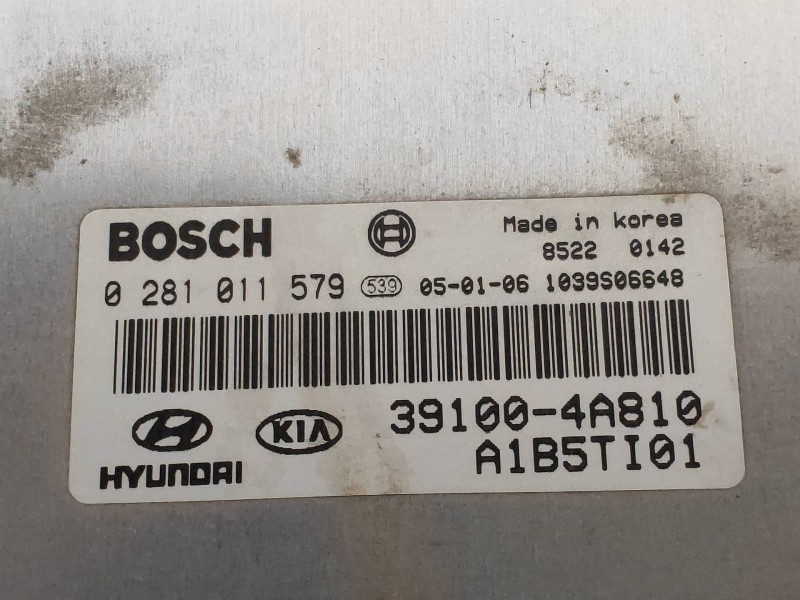 BOSCH
Made in korea
8522 0142
0 281 011 579 539 05-01-06 1039S06648
HYUNDAI
KIA
39100-4A810
A1B5TI01